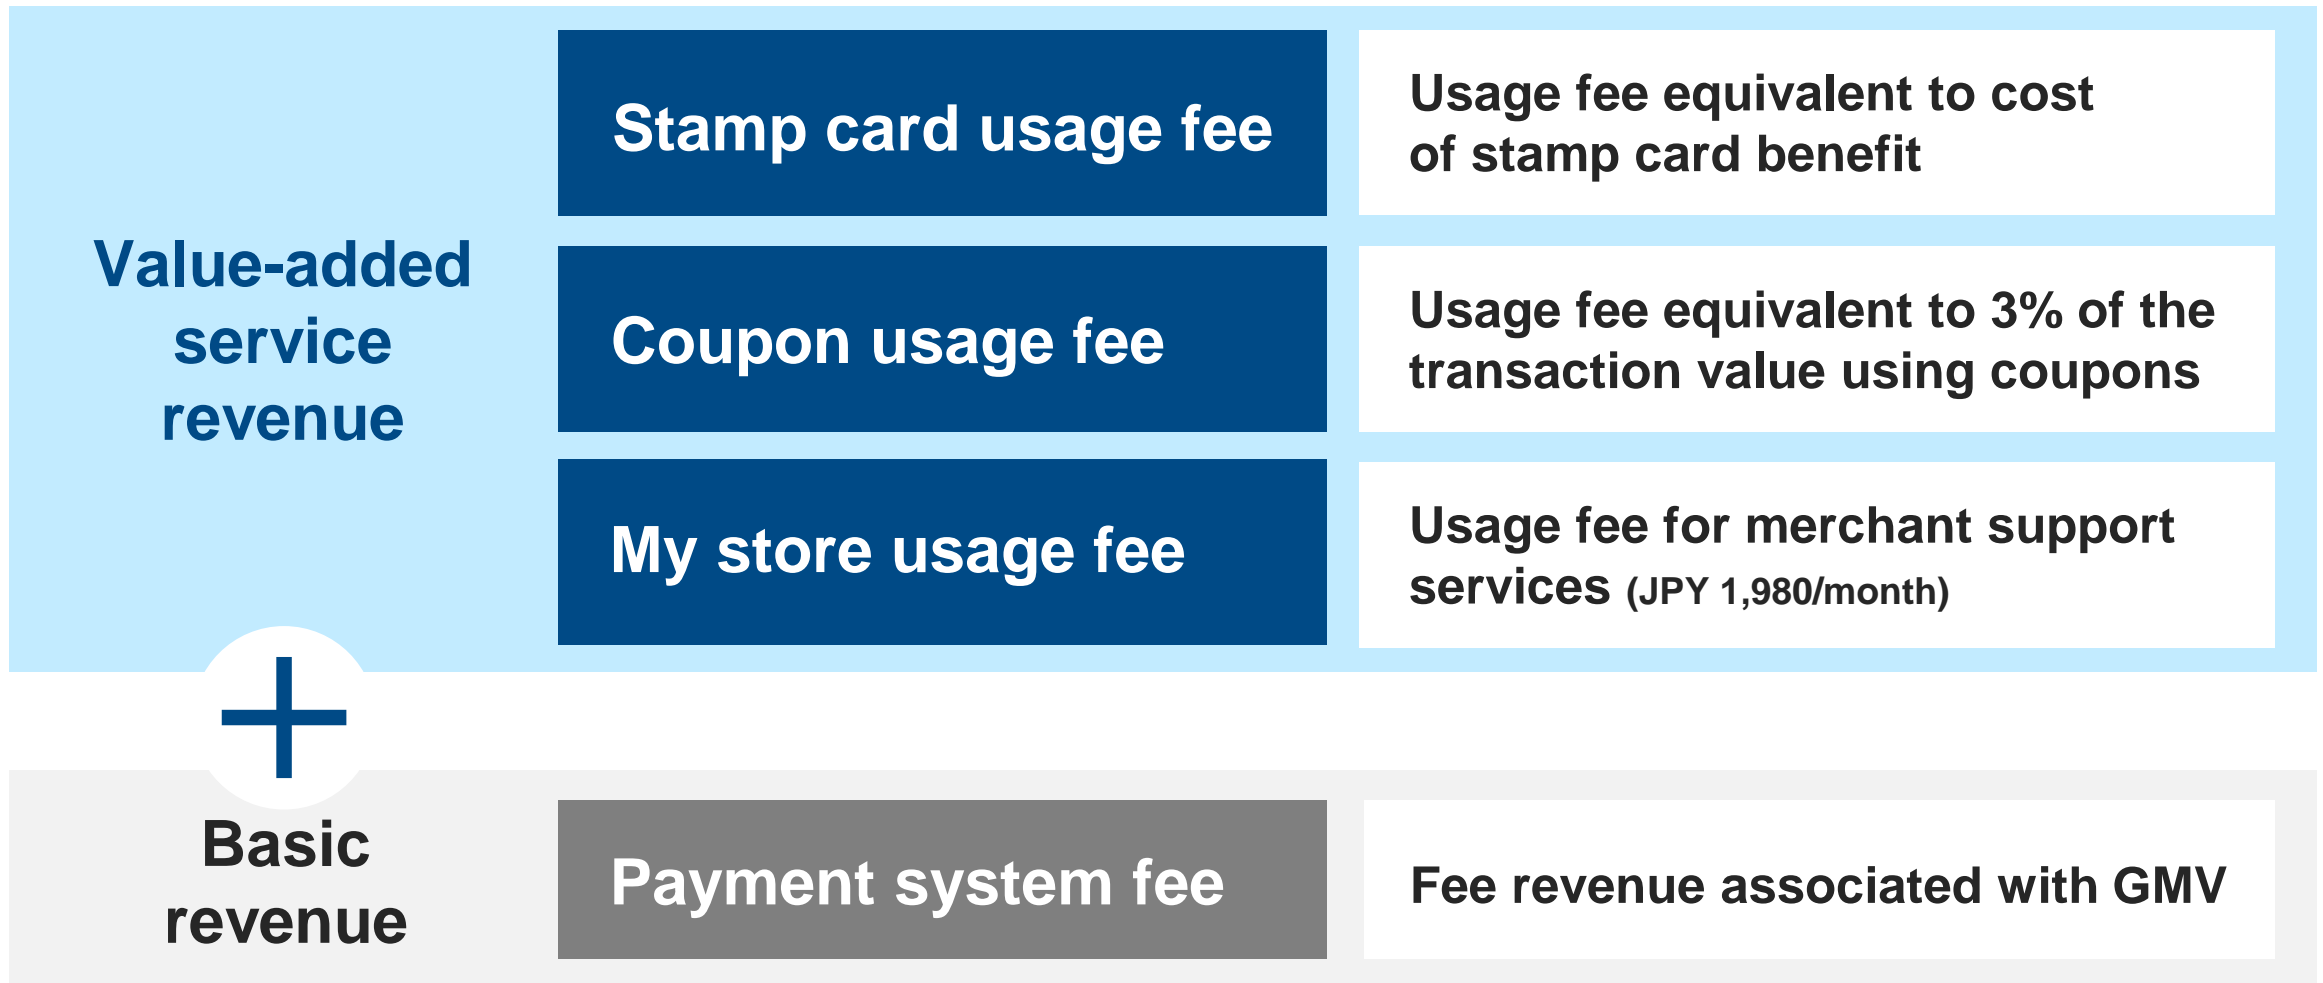 Value-added
service
revenue
Stamp card usage fee
Usage fee equivalent to cost
of stamp card benefit
Coupon usage fee
Usage fee equivalent to 3% of the
transaction value using coupons
My store usage fee
Usage fee for merchant support
services (JPY 1,980/month)
+
Basic
revenue
Payment system fee
Fee revenue associated with GMV